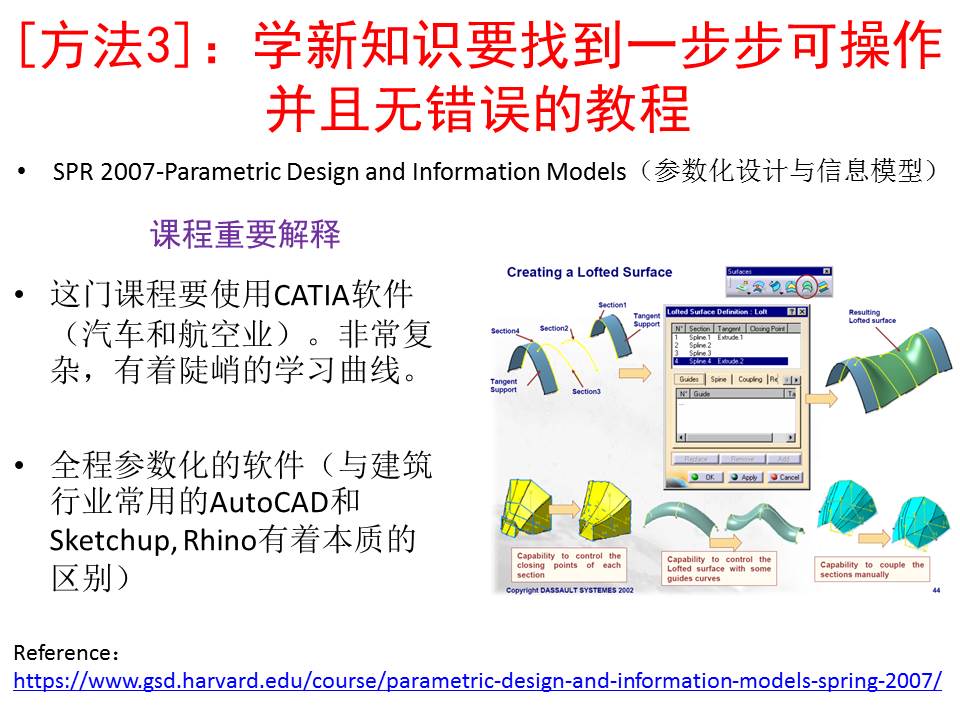 [方法3]：学新知识要找到一步步可操作
并且无错误的教程
• SPR 2007-Parametric Design and Information Models（参数化设计与信息模型）
课程重要解释
• 这门课程要使用CATIA软件
（汽车和航空业）。非常复
杂，有着陡峭的学习曲线。
• 全程参数化的软件（与建筑
行业常用的AutoCAD和
Sketchup, Rhino有着本质的
区别）
Creating a Lofted Surface
Surfaces
Section1
Tangent
Support
Section4
Section2
Tangent
Support
Section3
Lofted Surface Definition : Loft
N° Section Tangent Closing Point
1 Spline.1 Extrude.1
2 Spline.2
3 Spline.3
4 Spline.4 Extrude.2
Guides Spine Coupling Re
N° Guide Ta
...
Replace Remove Add
OK Apply Cancel
Resulting
Lofted surface
Capability to control the
closing points of each
section
Capability to control the
Lofted surface with some
guides curves
Capability to couple the
sections manually
Copyright DASSAULT SYSTEMES 2002
44
Reference：
https://www.gsd.harvard.edu/course/parametric-design-and-information-models-spring-2007/